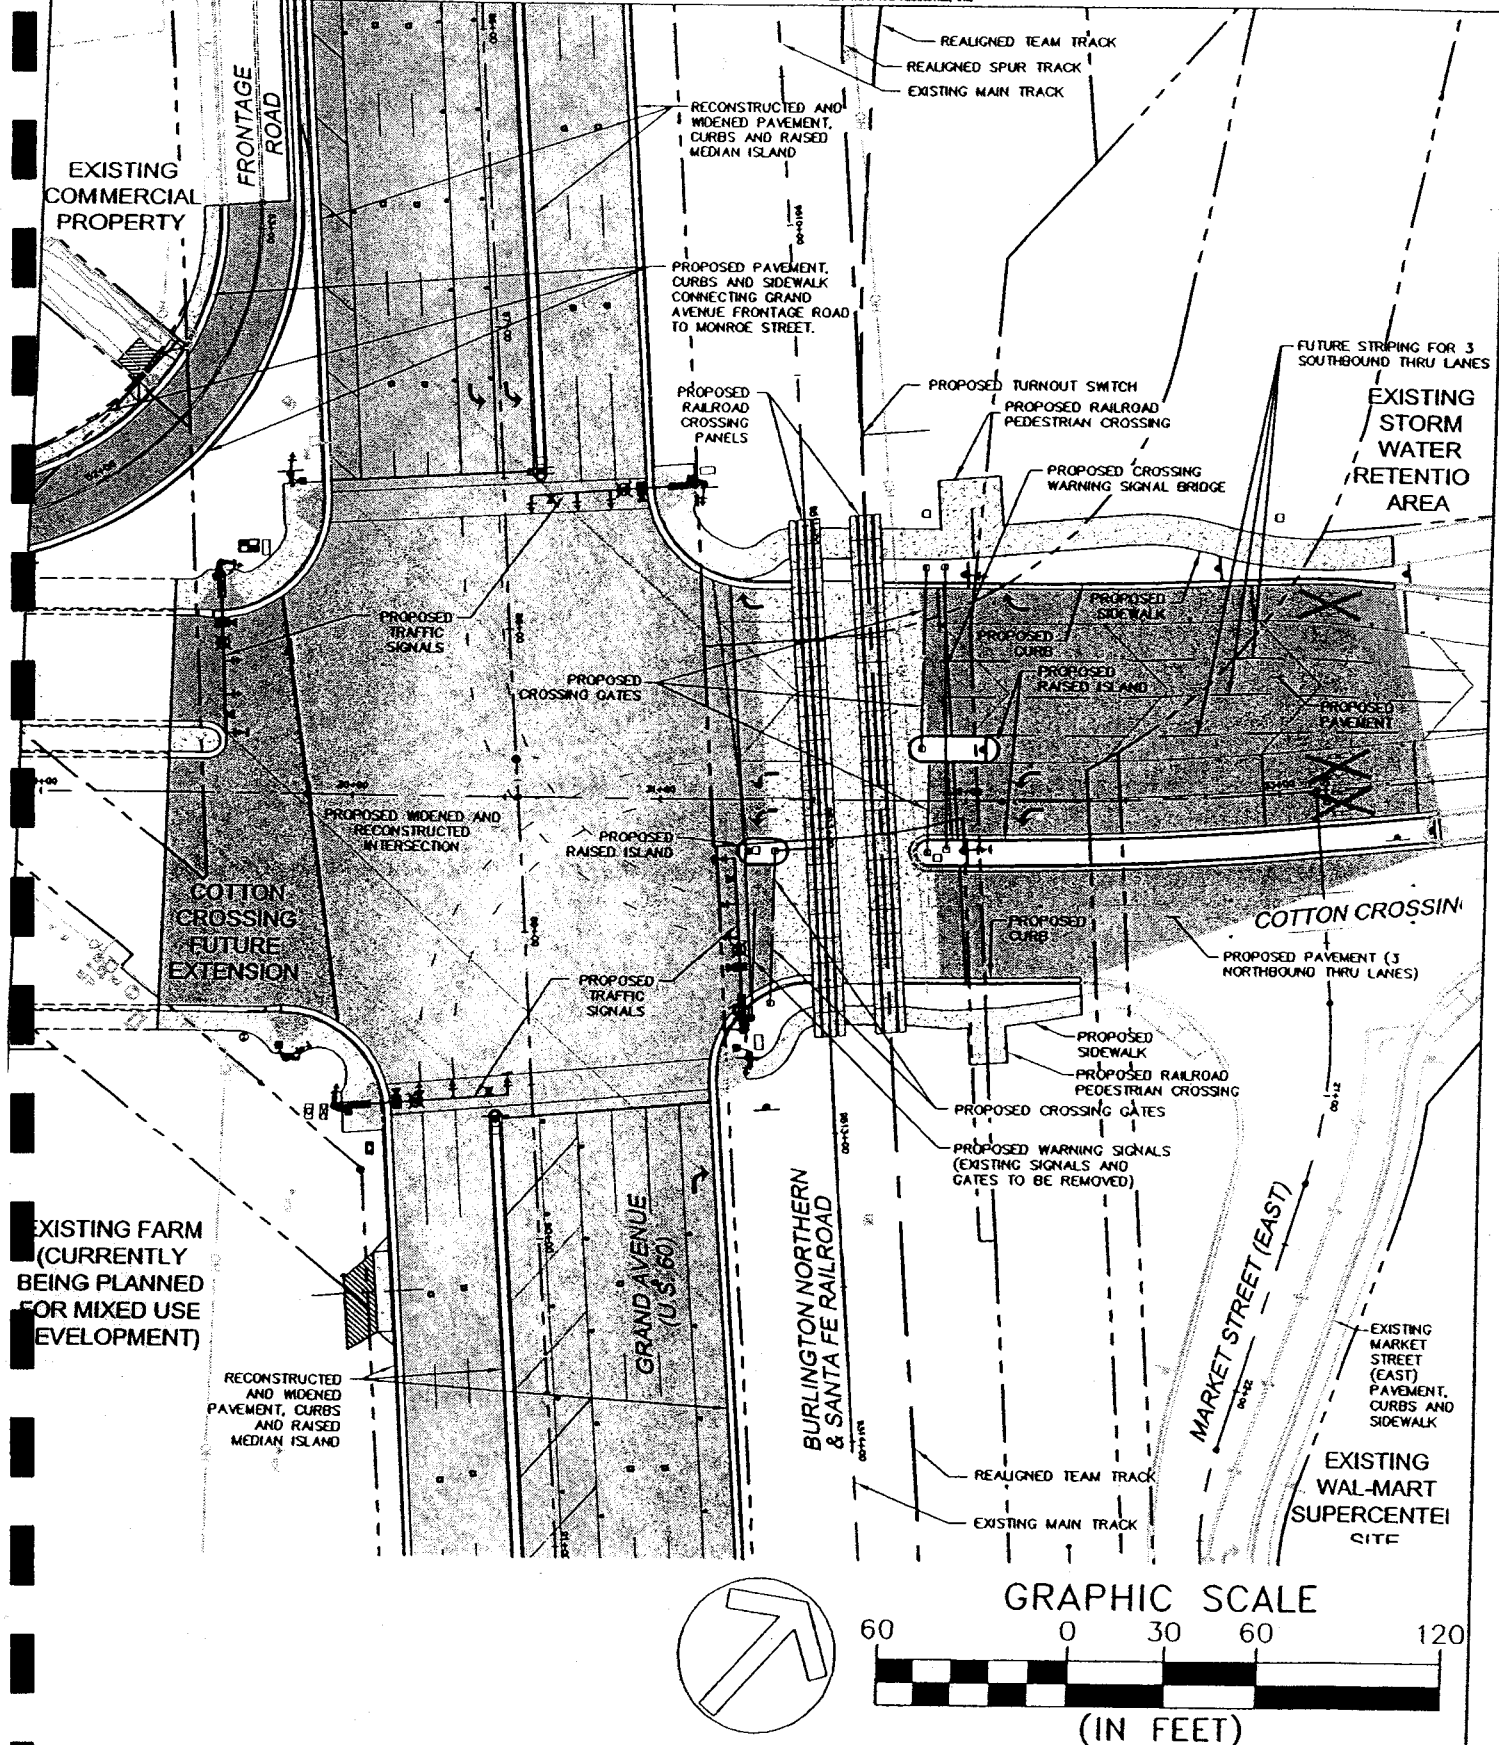 REALIGNED TEAM TRACK
REALIGNED SPUR TRACK
EXISTING MAIN TRACK
FRONTAGE
ROAD
RECONSTRUCTED AND
WIDENED PAVEMENT,
CURBS AND RAISED
MEDIAN ISLAND
EXISTING
COMMERCIAL
PROPERTY
PROPOSED PAVEMENT,
CURBS AND SIDEWALK
CONNECTING GRAND
AVENUE FRONTAGE ROAD
TO MONROE STREET.
FUTURE STRIPING FOR 3
SOUTHBOUND THRU LANES
PROPOSED
RAILROAD
CROSSING
PANELS
PROPOSED TURNOUT SWITCH
PROPOSED RAILROAD
PEDESTRIAN CROSSING
EXISTING
STORM
WATER
RETENTIO
AREA
PROPOSED CROSSING
WARNING SIGNAL BRIDGE
PROPOSED
TRAFFIC
SIGNALS
PROPOSED
SIDEWALK
PROPOSED
CURB
PROPOSED
CROSSING GATES
PROPOSED
RAISED ISLAND
PROPOSED
PAVEMENT
PROPOSED WIDENED AND
RECONSTRUCTED
INTERSECTION
PROPOSED
RAISED ISLAND
COTTON
CROSSING
FUTURE
EXTENSION
COTTON CROSSIN
PROPOSED
CURB
PROPOSED PAVEMENT (3
NORTHBOUND THRU LANES)
PROPOSED
TRAFFIC
SIGNALS
PROPOSED
SIDEWALK
PROPOSED RAILROAD
PEDESTRIAN CROSSING
PROPOSED CROSSING GATES
PROPOSED WARNING SIGNALS
(EXISTING SIGNALS AND
GATES TO BE REMOVED)
EXISTING FARM
(CURRENTLY
BEING PLANNED
FOR MIXED USE
EVELOPMENT)
GRAND AVENUE
(U.S. 60)
BURLINGTON NORTHERN
& SANTA FE RAILROAD
MARKET STREET (EAST)
EXISTING
MARKET
STREET
(EAST)
PAVEMENT,
CURBS AND
SIDEWALK
RECONSTRUCTED
AND WIDENED
PAVEMENT, CURBS
AND RAISED
MEDIAN ISLAND
REALIGNED TEAM TRACK
EXISTING MAIN TRACK
EXISTING
WAL-MART
SUPERCENTEI
SITE
GRAPHIC SCALE
60 0 30 60 120
(IN FEET)